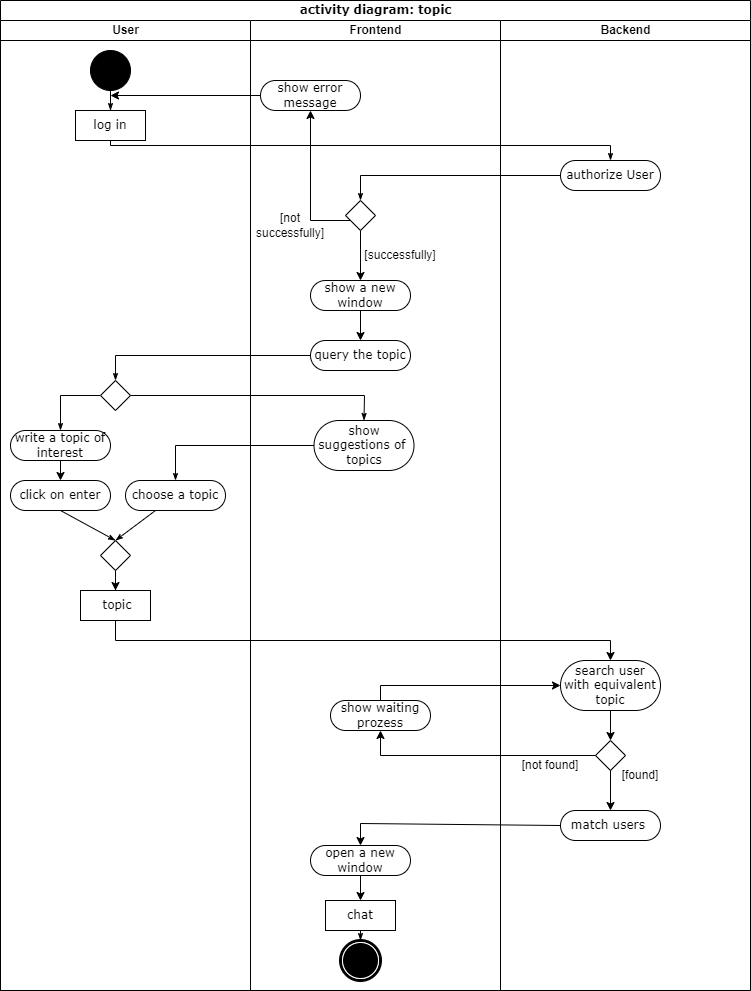 activity diagram: topic
User
Frontend
Backend
show error
message
log in
authorize User
[not
successfully]
[successfully]
show a new
window
query the topic
write a topic of
interest
show
suggestions of
topics
click on enter
choose a topic
topic
search user
with equivalent
topic
show waiting
prozess
[not found]
[found]
match users
open a new
window
chat